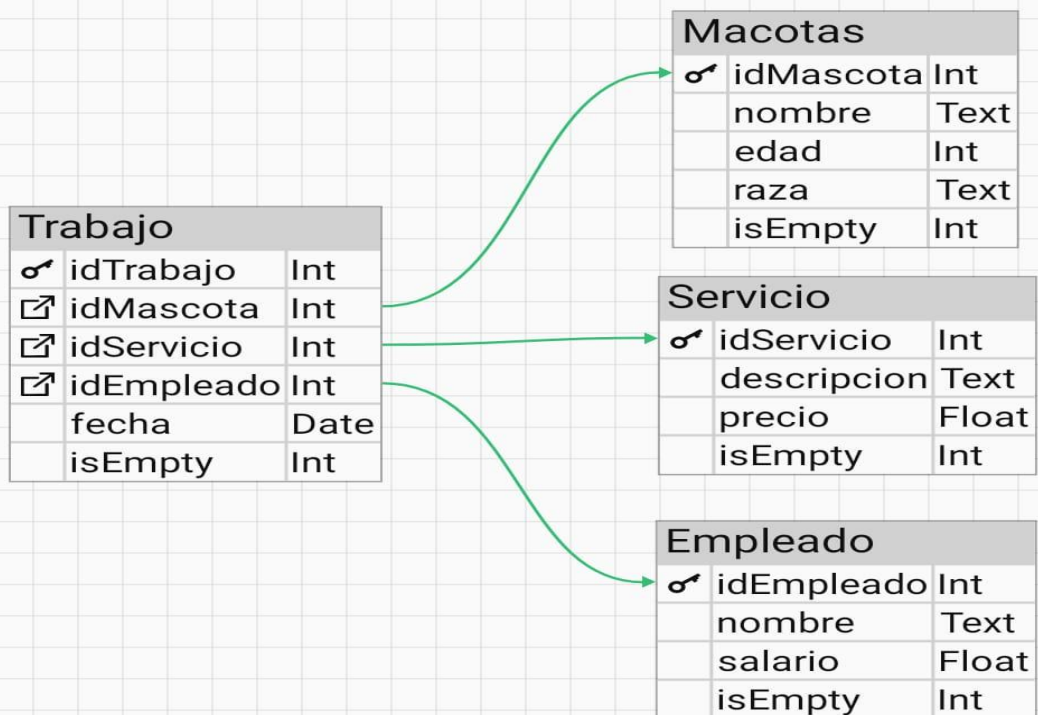 Macotas
idMascota Int
nombre Text
edad Int
raza Text
isEmpty Int
Trabajo
idTrabajo Int
idMascota Int
idServicio Int
idEmpleado Int
fecha Date
isEmpty Int
Servicio
idServicio Int
descripcion Text
precio Float
isEmpty Int
Empleado
idEmpleado Int
nombre Text
salario Float
isEmpty Int